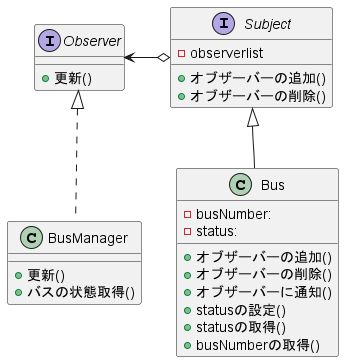 I Observer
更新()
I Subject
observerlist
オブザーバーの追加()
オブザーバーの削除()
C BusManager
更新()
バスの状態取得()
C Bus
busNumber:
status:
オブザーバーの追加()
オブザーバーの削除()
オブザーバーに通知()
statusの設定()
statusの取得()
busNumberの取得()